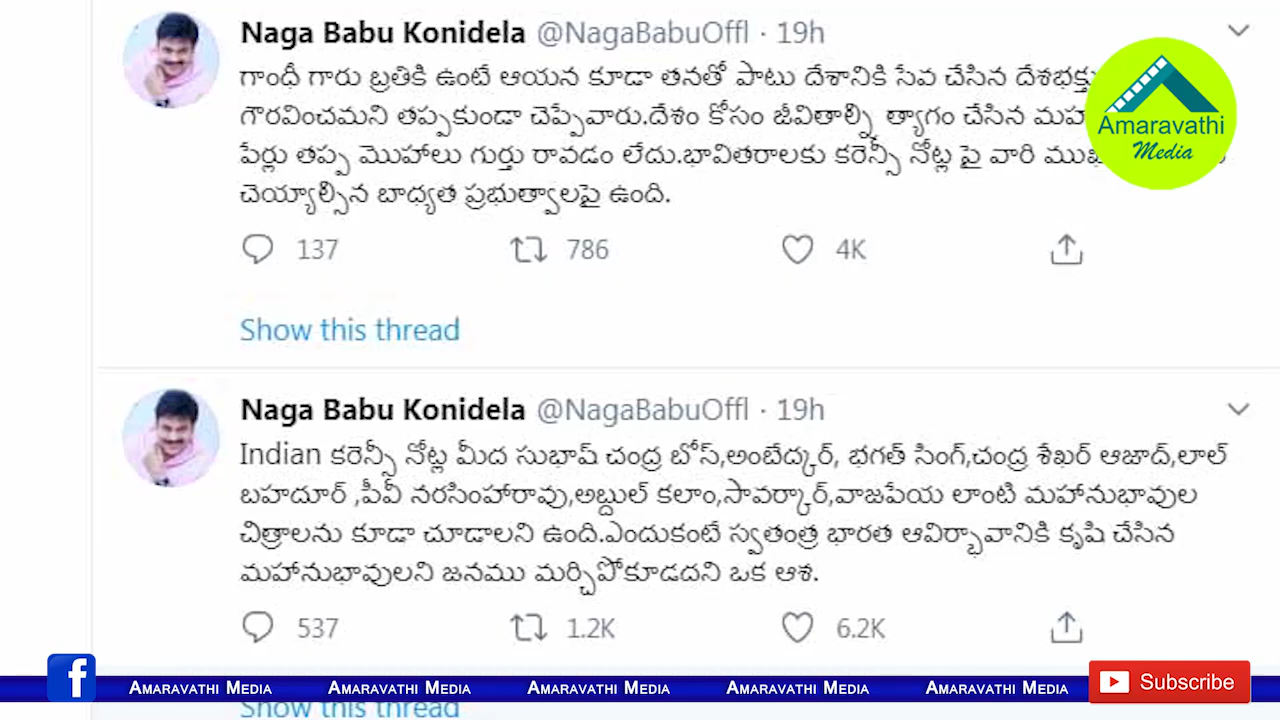 Naga Babu Konidela @NagaBabuOffl · 19h
గాంధీ గారు బ్రతికి ఉంటే ఆయన కూడా తనతో పాటు దేశానికి సేవ చేసిన
గౌరవించమని తప్పకుండా చెప్పేవారు.దేశం కోసం జీవితాల్ని త్యాగం చేసిన
పేర్లు తప్ప మొహాలు గుర్తు రావడం లేదు.భావితరాలకు కరెన్సీ నోట్ల పై వారి
చెయ్యాల్సిన బాధ్యత ప్రభుత్వాలపై ఉంది.
137 786 4K
Show this thread
Amaravathi
Media
Naga Babu Konidela @NagaBabuOffl · 19h
Indian కరెన్సీ నోట్ల మీద సుభాష్ చంద్ర బోస్,అంబేద్కర్, భగత్ సింగ్,చంద్ర శేఖర్ ఆజాద్,లాల్
బహదూర్ ,పీవీ నరసింహారావు,అబ్దుల్ కలాం,సావర్కార్,వాజపేయ లాంటి మహానుభావుల
చిత్రాలను కూడా చూడాలని ఉంది.ఎందుకంటే స్వతంత్ర భారత ఆవిర్భావానికి కృషి చేసిన
మహానుభావులని జనము మర్చిపోకూడదని ఒక ఆశ.
537 1.2K 6.2K
f Amaravathi Media Amaravathi Media Amaravathi Media Amaravathi Media Amaravathi Media Subscribe
Show this thread